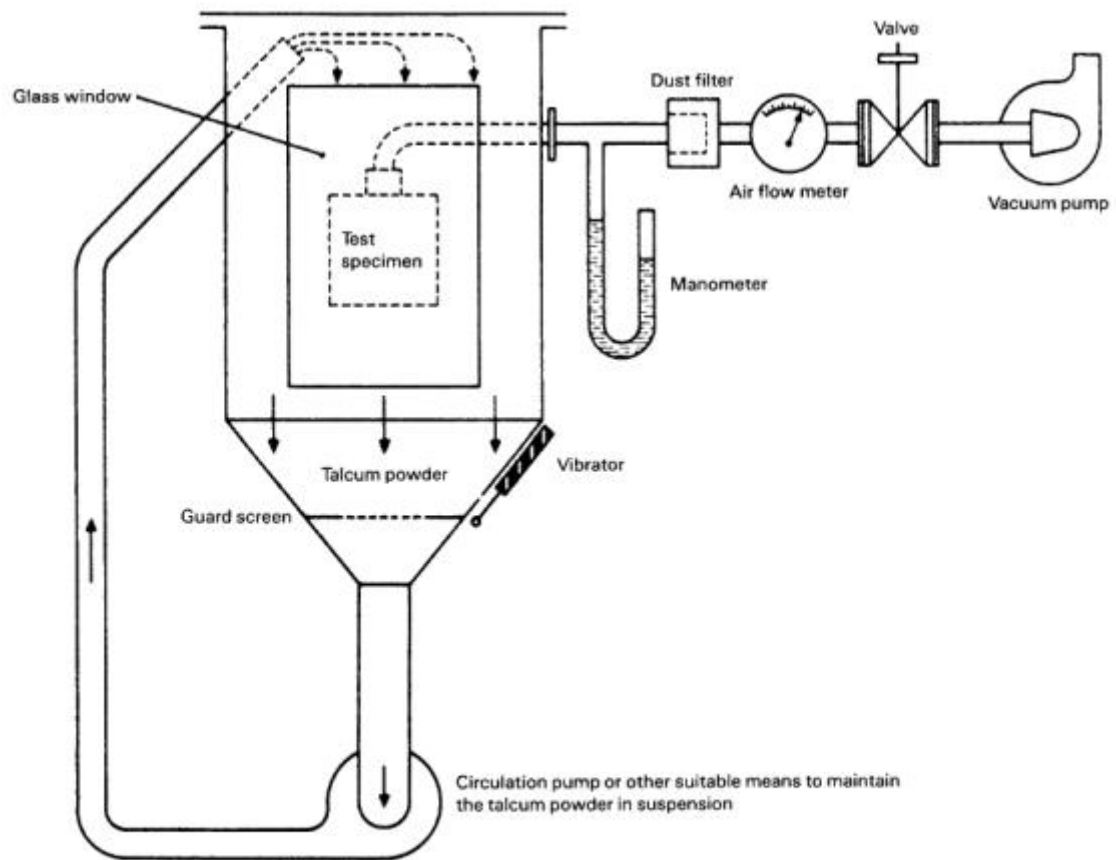 Valve
Dust filter
Glass window
Air flow meter
Vacuum pump
Test
specimen
Manometer
Vibrator
Talcum powder
Guard screen
Circulation pump or other suitable means to maintain
the talcum powder in suspension